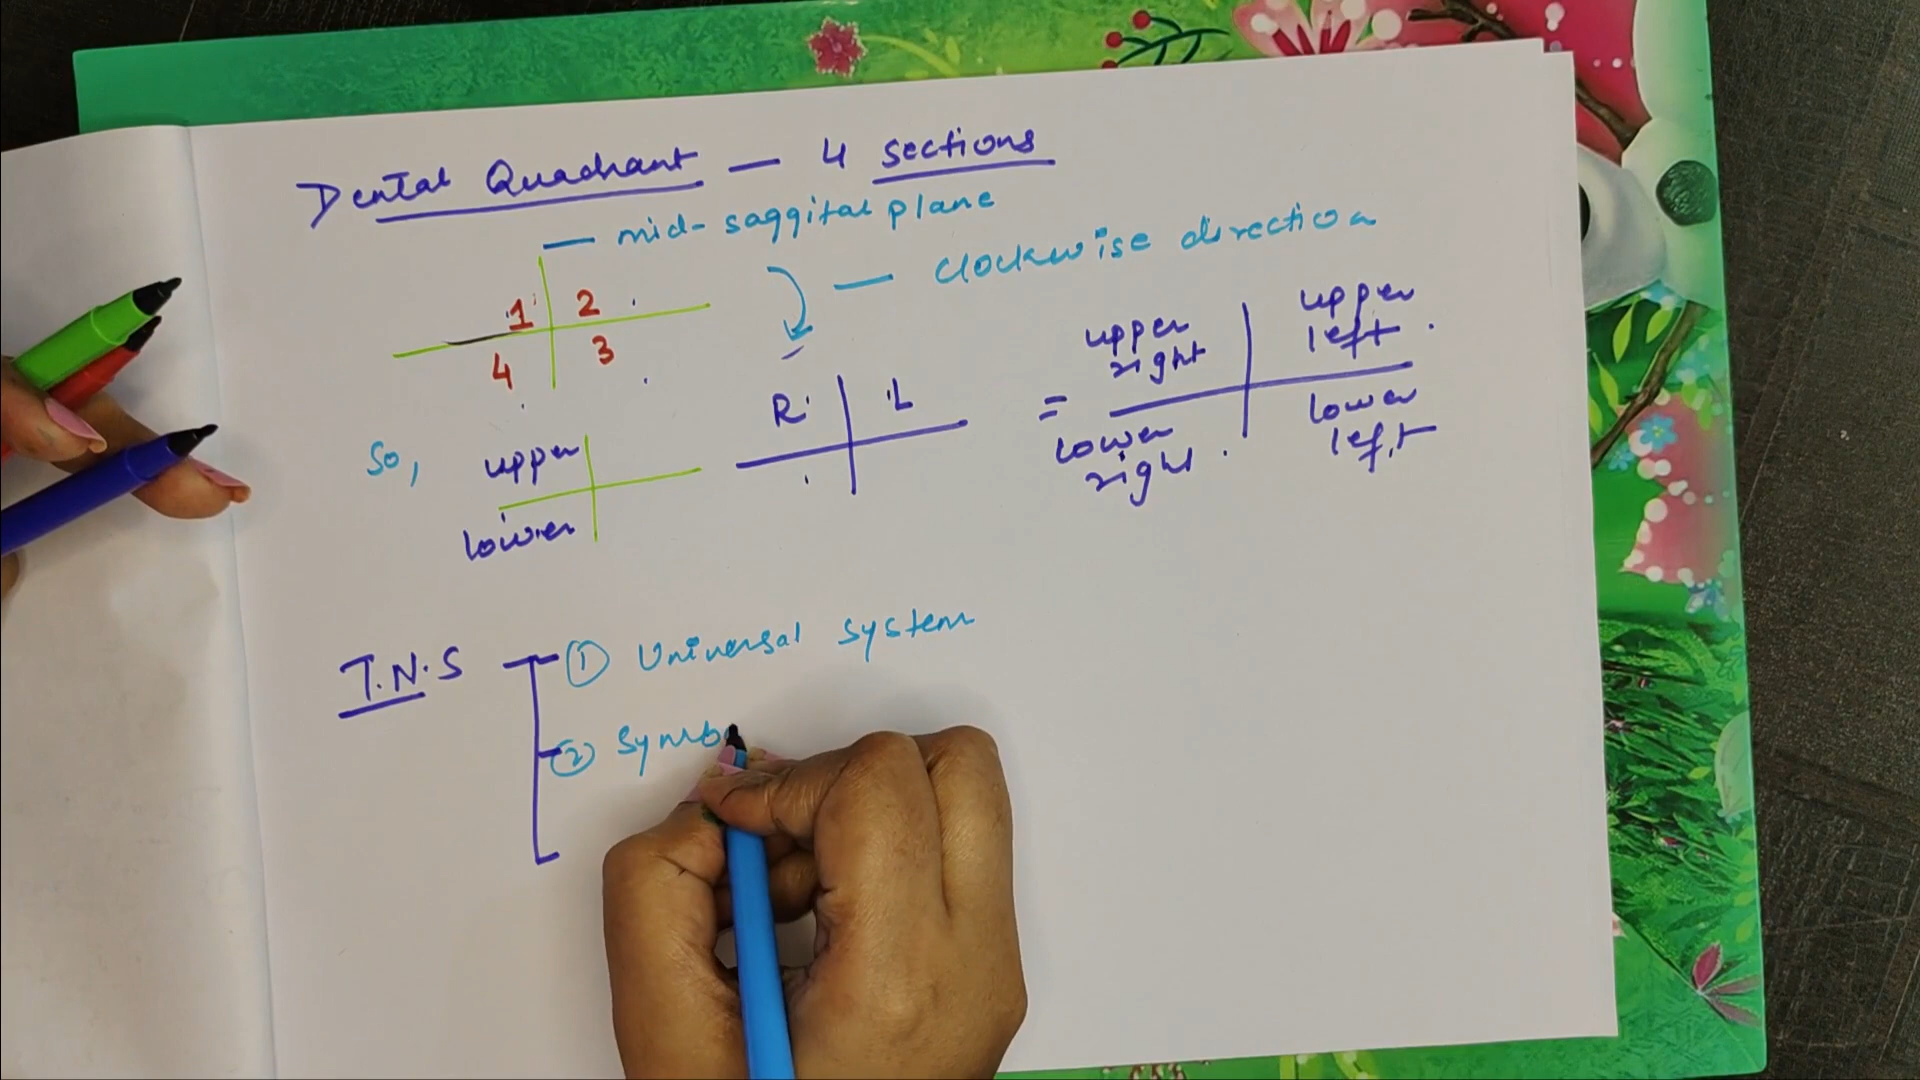 Dental Quadrant — 4 sections
— mid-saggital plane
— clockwise direction
1 2
4 3
So,
upper
lower
R L
=
upper right
upper left
lower right
lower left
T.N.S
① Universal system
② Symbo